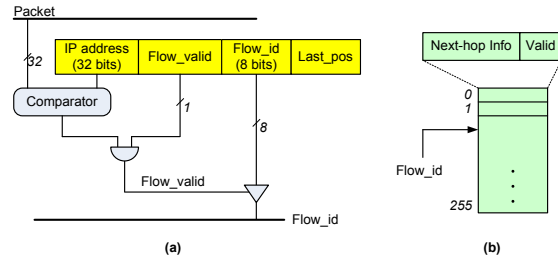 Packet
32
IP address (32 bits)
Flow_valid
Flow_id (8 bits)
Last_pos
Comparator
1
8
Flow_valid
Flow_id
(a)
Next-hop Info
Valid
0
1
Flow_id
255
(b)